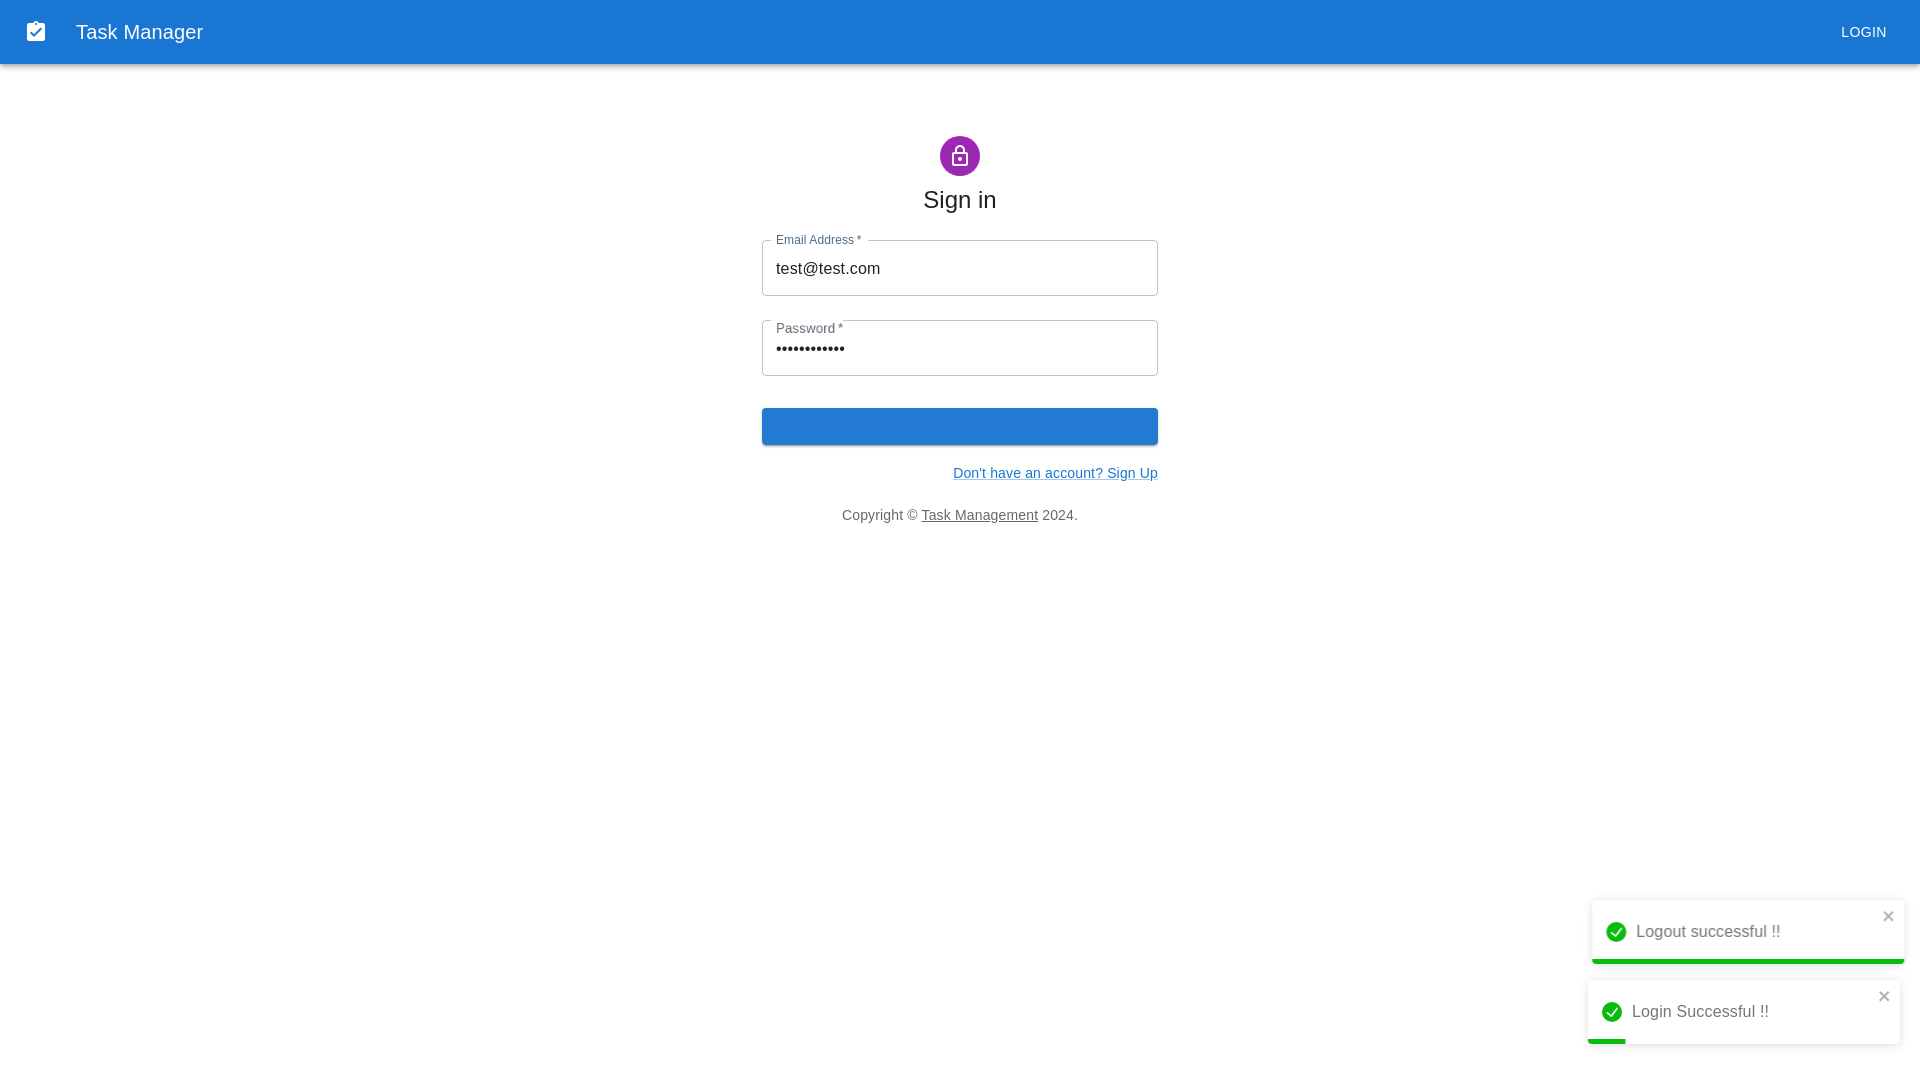 Task Manager
LOGIN
Sign in
Email Address *
test@test.com
Password *
••••••••••••
Don't have an account? Sign Up
Copyright © Task Management 2024.
Logout successful !!
Login Successful !!